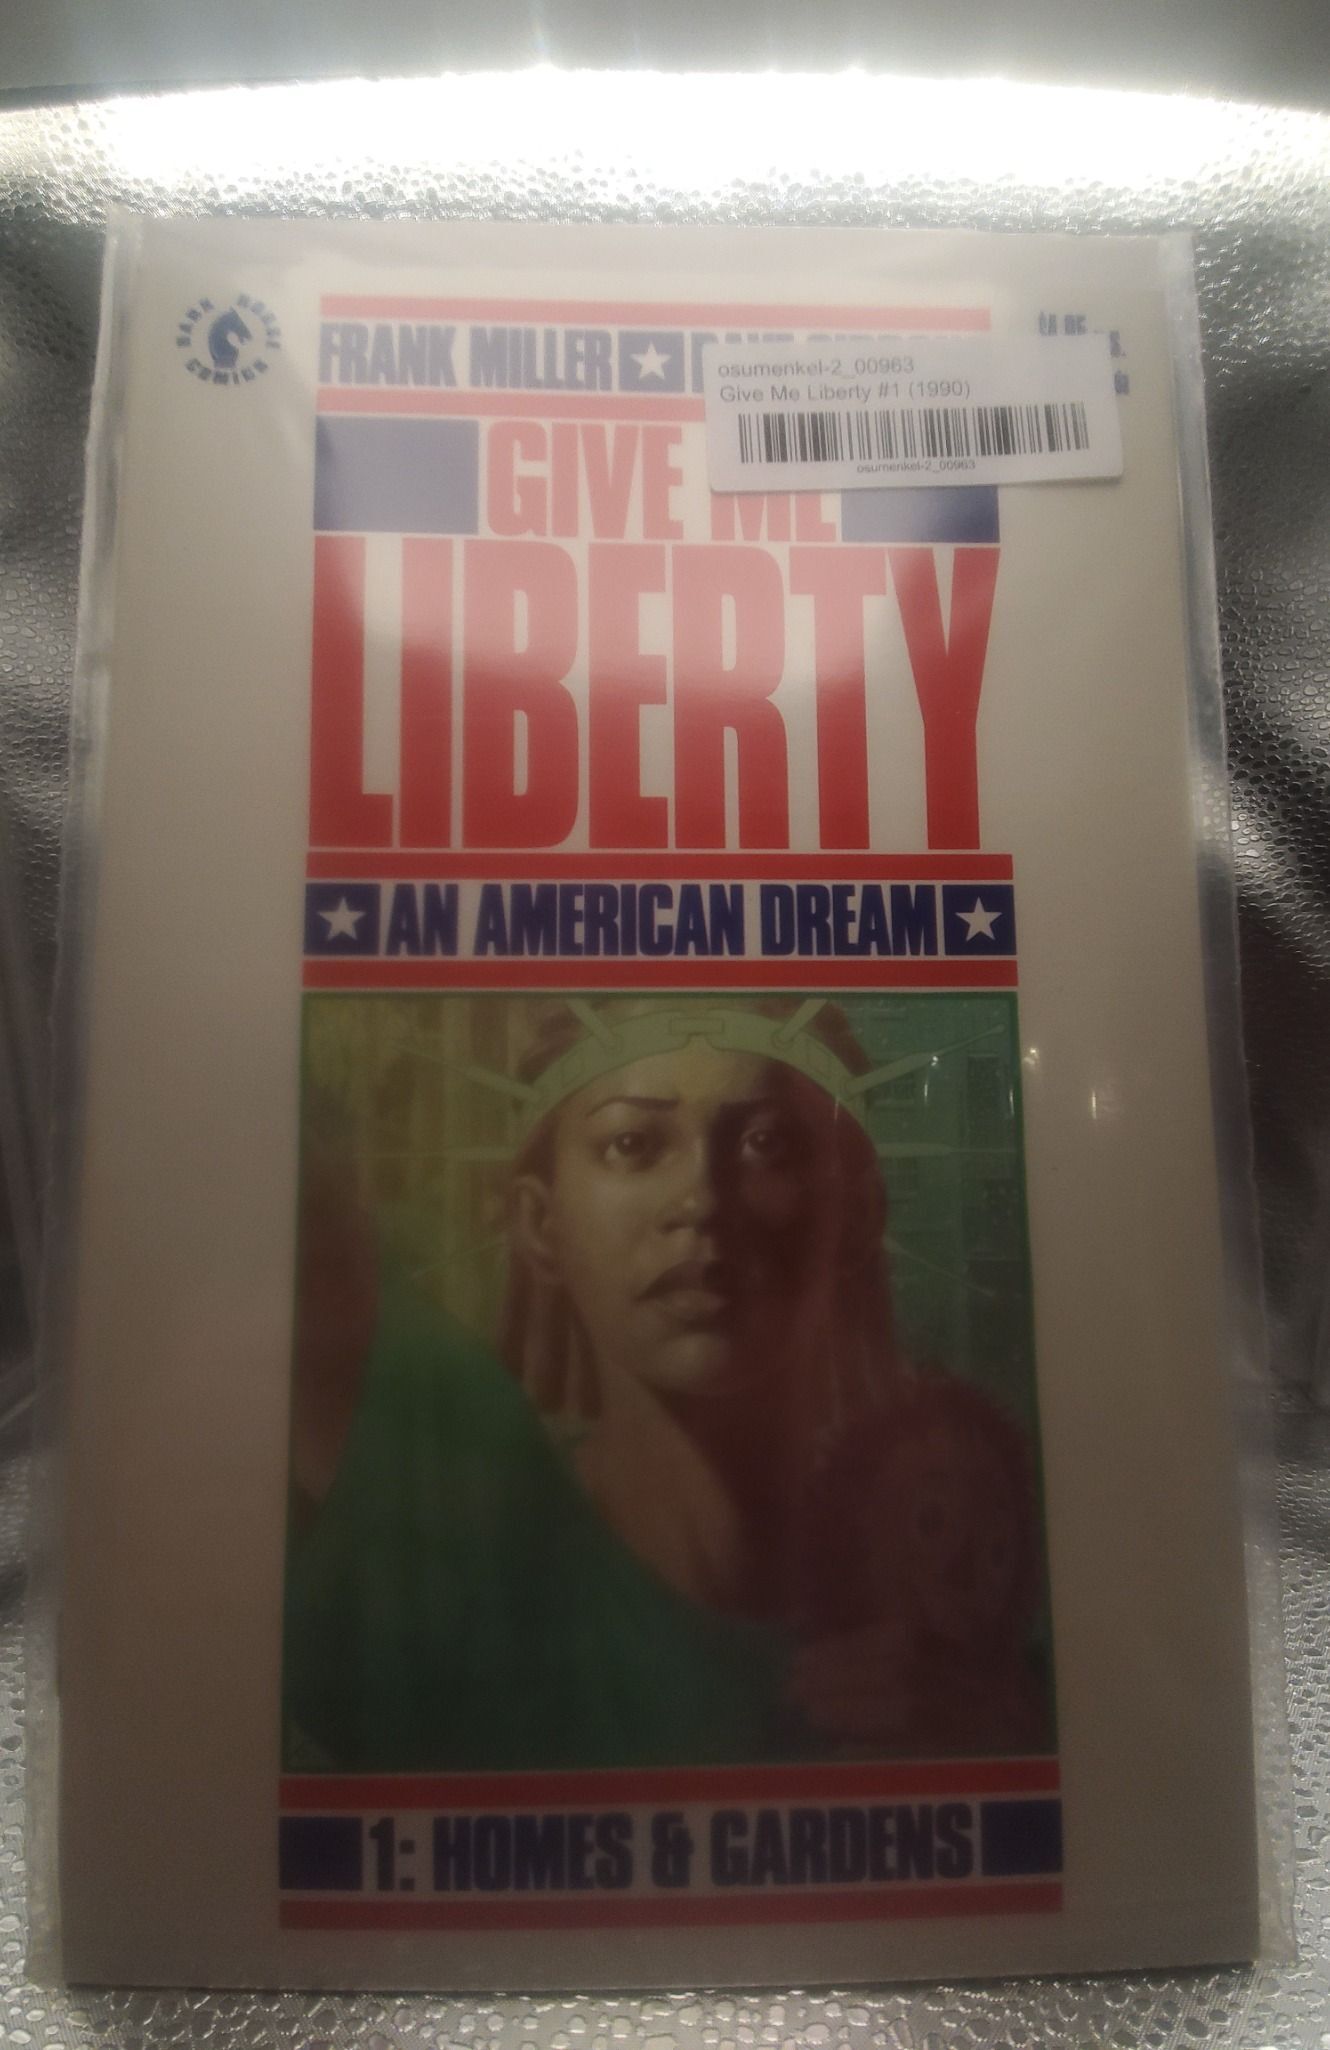 DARK HORSE COMICS
FRANK MILLER
osumenkel-2_00963
Give Me Liberty #1 (1990)
osumenkel-2_00963
GIVE ME
LIBERTY
AN AMERICAN DREAM
1: HOMES & GARDENS